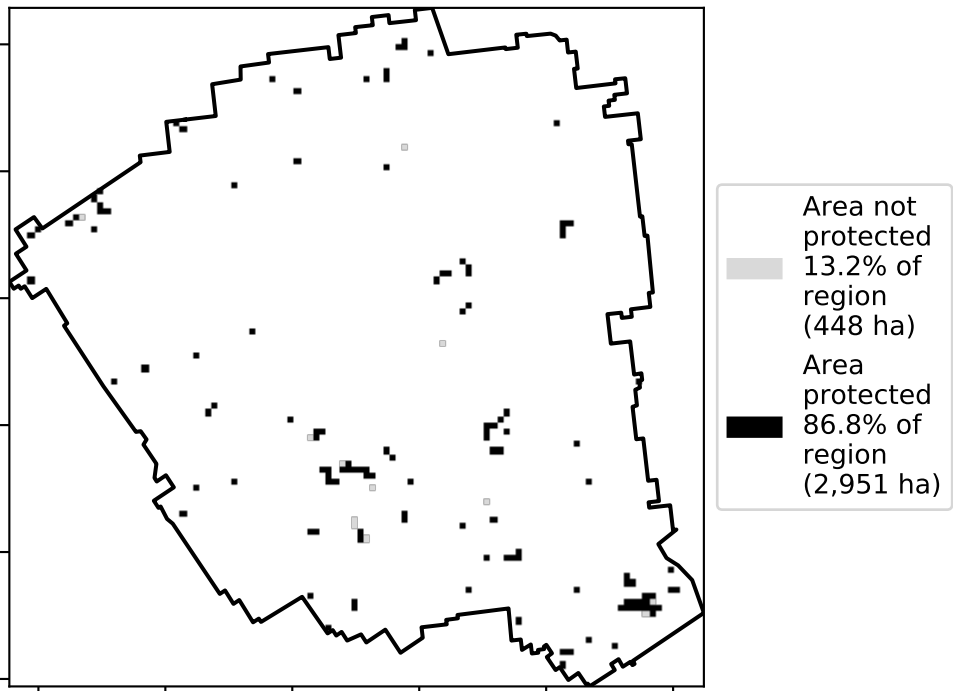 Area not
protected
13.2% of
region
(448 ha)
Area
protected
86.8% of
region
(2,951 ha)